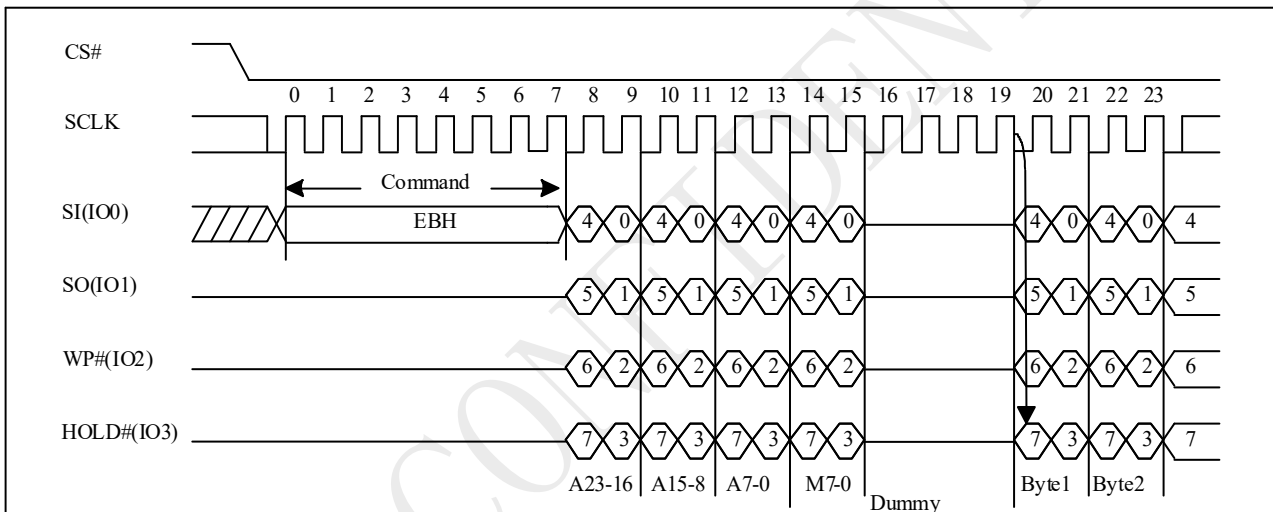 CS#
0 1 2 3 4 5 6 7 8 9 10 11 12 13 14 15 16 17 18 19 20 21 22 23
SCLK
Command
SI(IO0) EBH 4 0 4 0 4 0 4 0 4 0 4 0 4
SO(IO1) 5 1 5 1 5 1 5 1 5 1 5 1 5
WP#(IO2) 6 2 6 2 6 2 6 2 6 2 6 2 6
HOLD#(IO3) 7 3 7 3 7 3 7 3 7 3 7 3 7
A23-16 A15-8 A7-0 M7-0 Dummy Byte1 Byte2
CONFIDENT